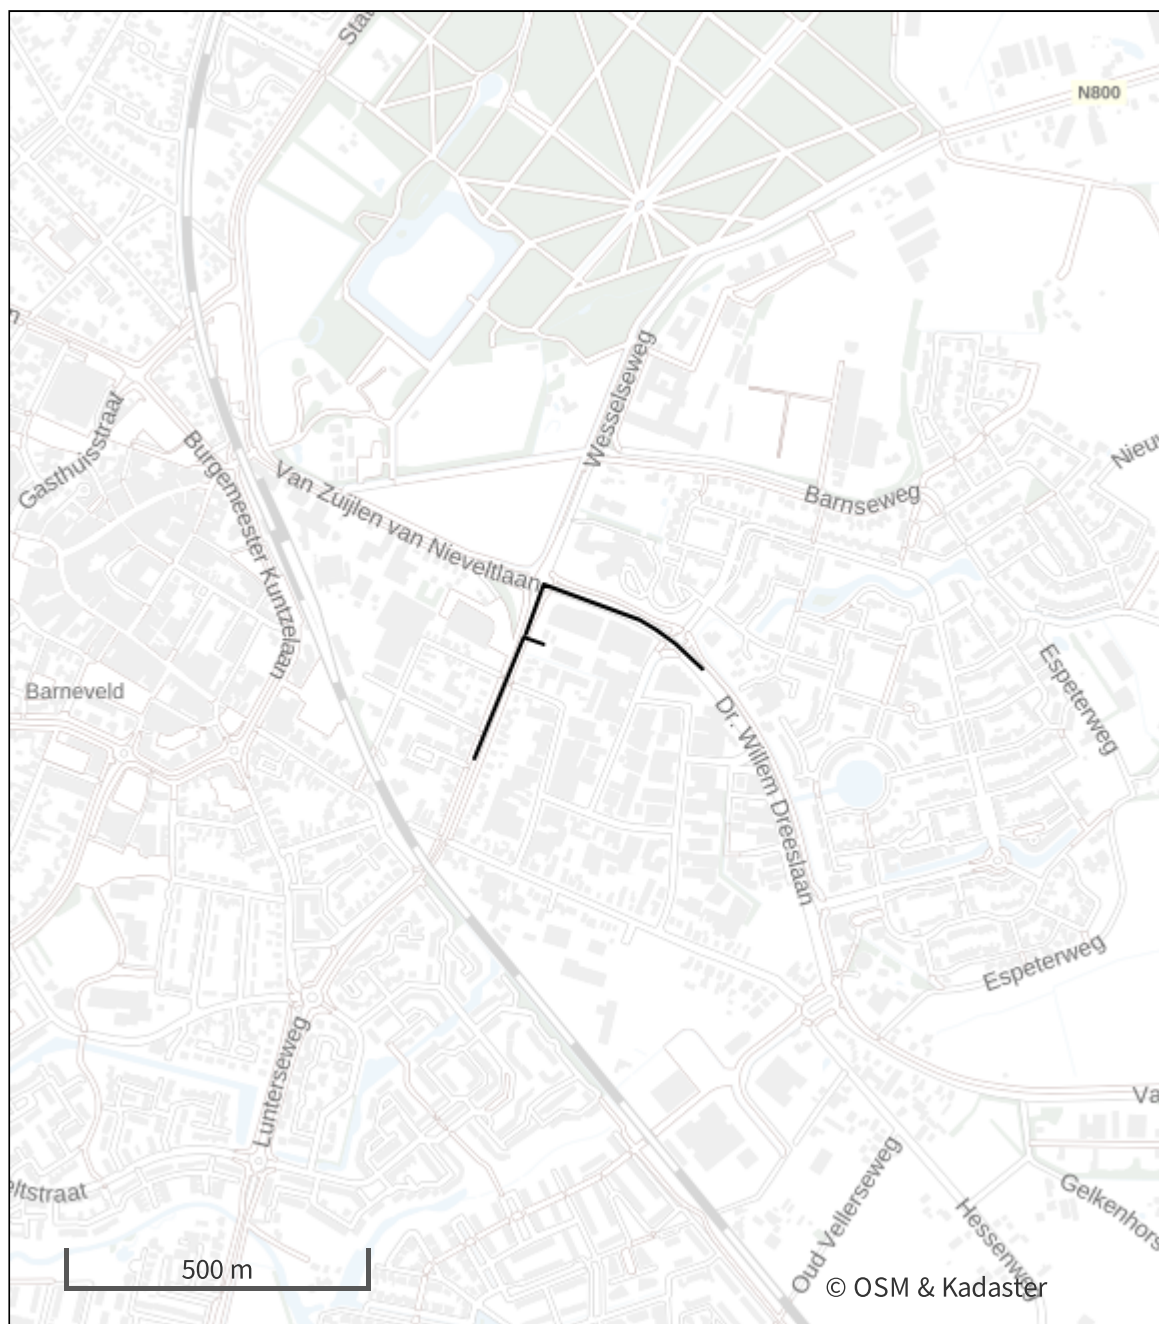 N800
Wesselseweg
Gasthuisstraat
Burgemeester Kuntzelaan
Van Zuijlen van Nieveltlaan
Barnseweg
Barneveld
Espeterweg
Dr. Willem Dreeslaan
Espeterweg
Lunterseweg
Oud Vellerseweg
Hessenweg
500 m
© OSM & Kadaster